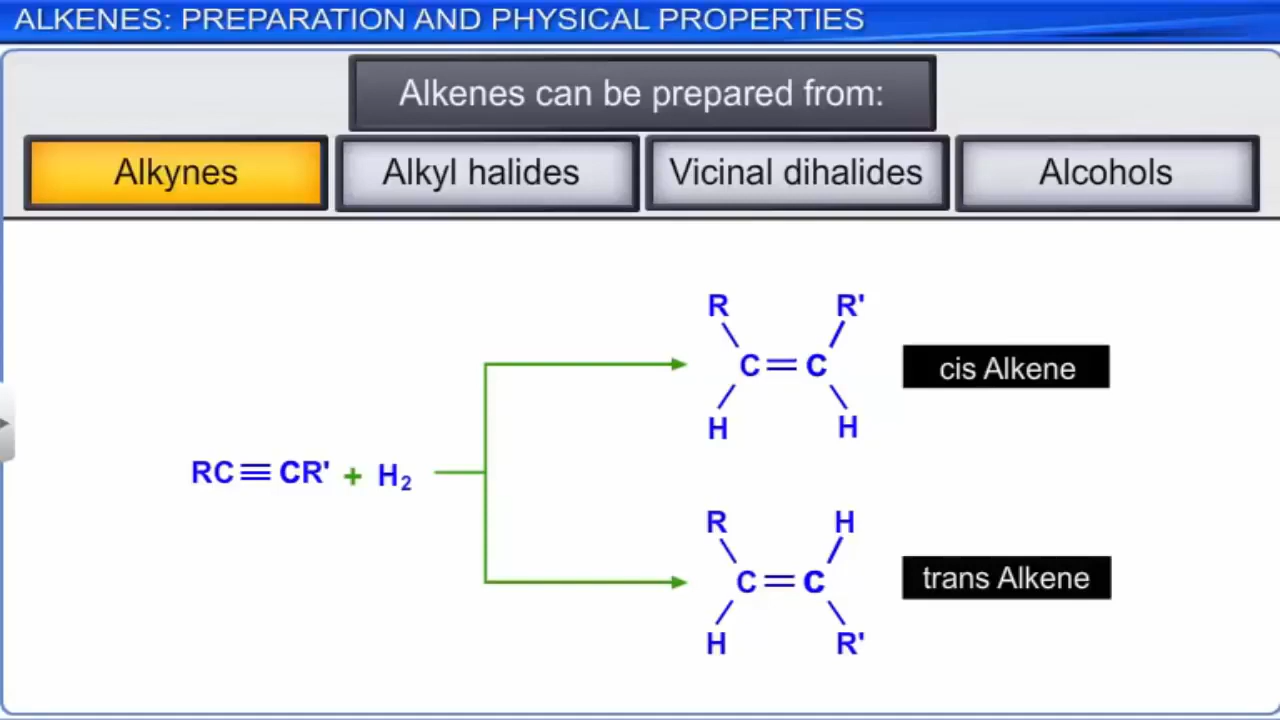 ALKENES: PREPARATION AND PHYSICAL PROPERTIES
Alkenes can be prepared from:
Alkynes
Alkyl halides
Vicinal dihalides
Alcohols
R R'
C = C
H H
cis Alkene
RC ≡ CR' + H₂
R H
C = C
H R'
trans Alkene